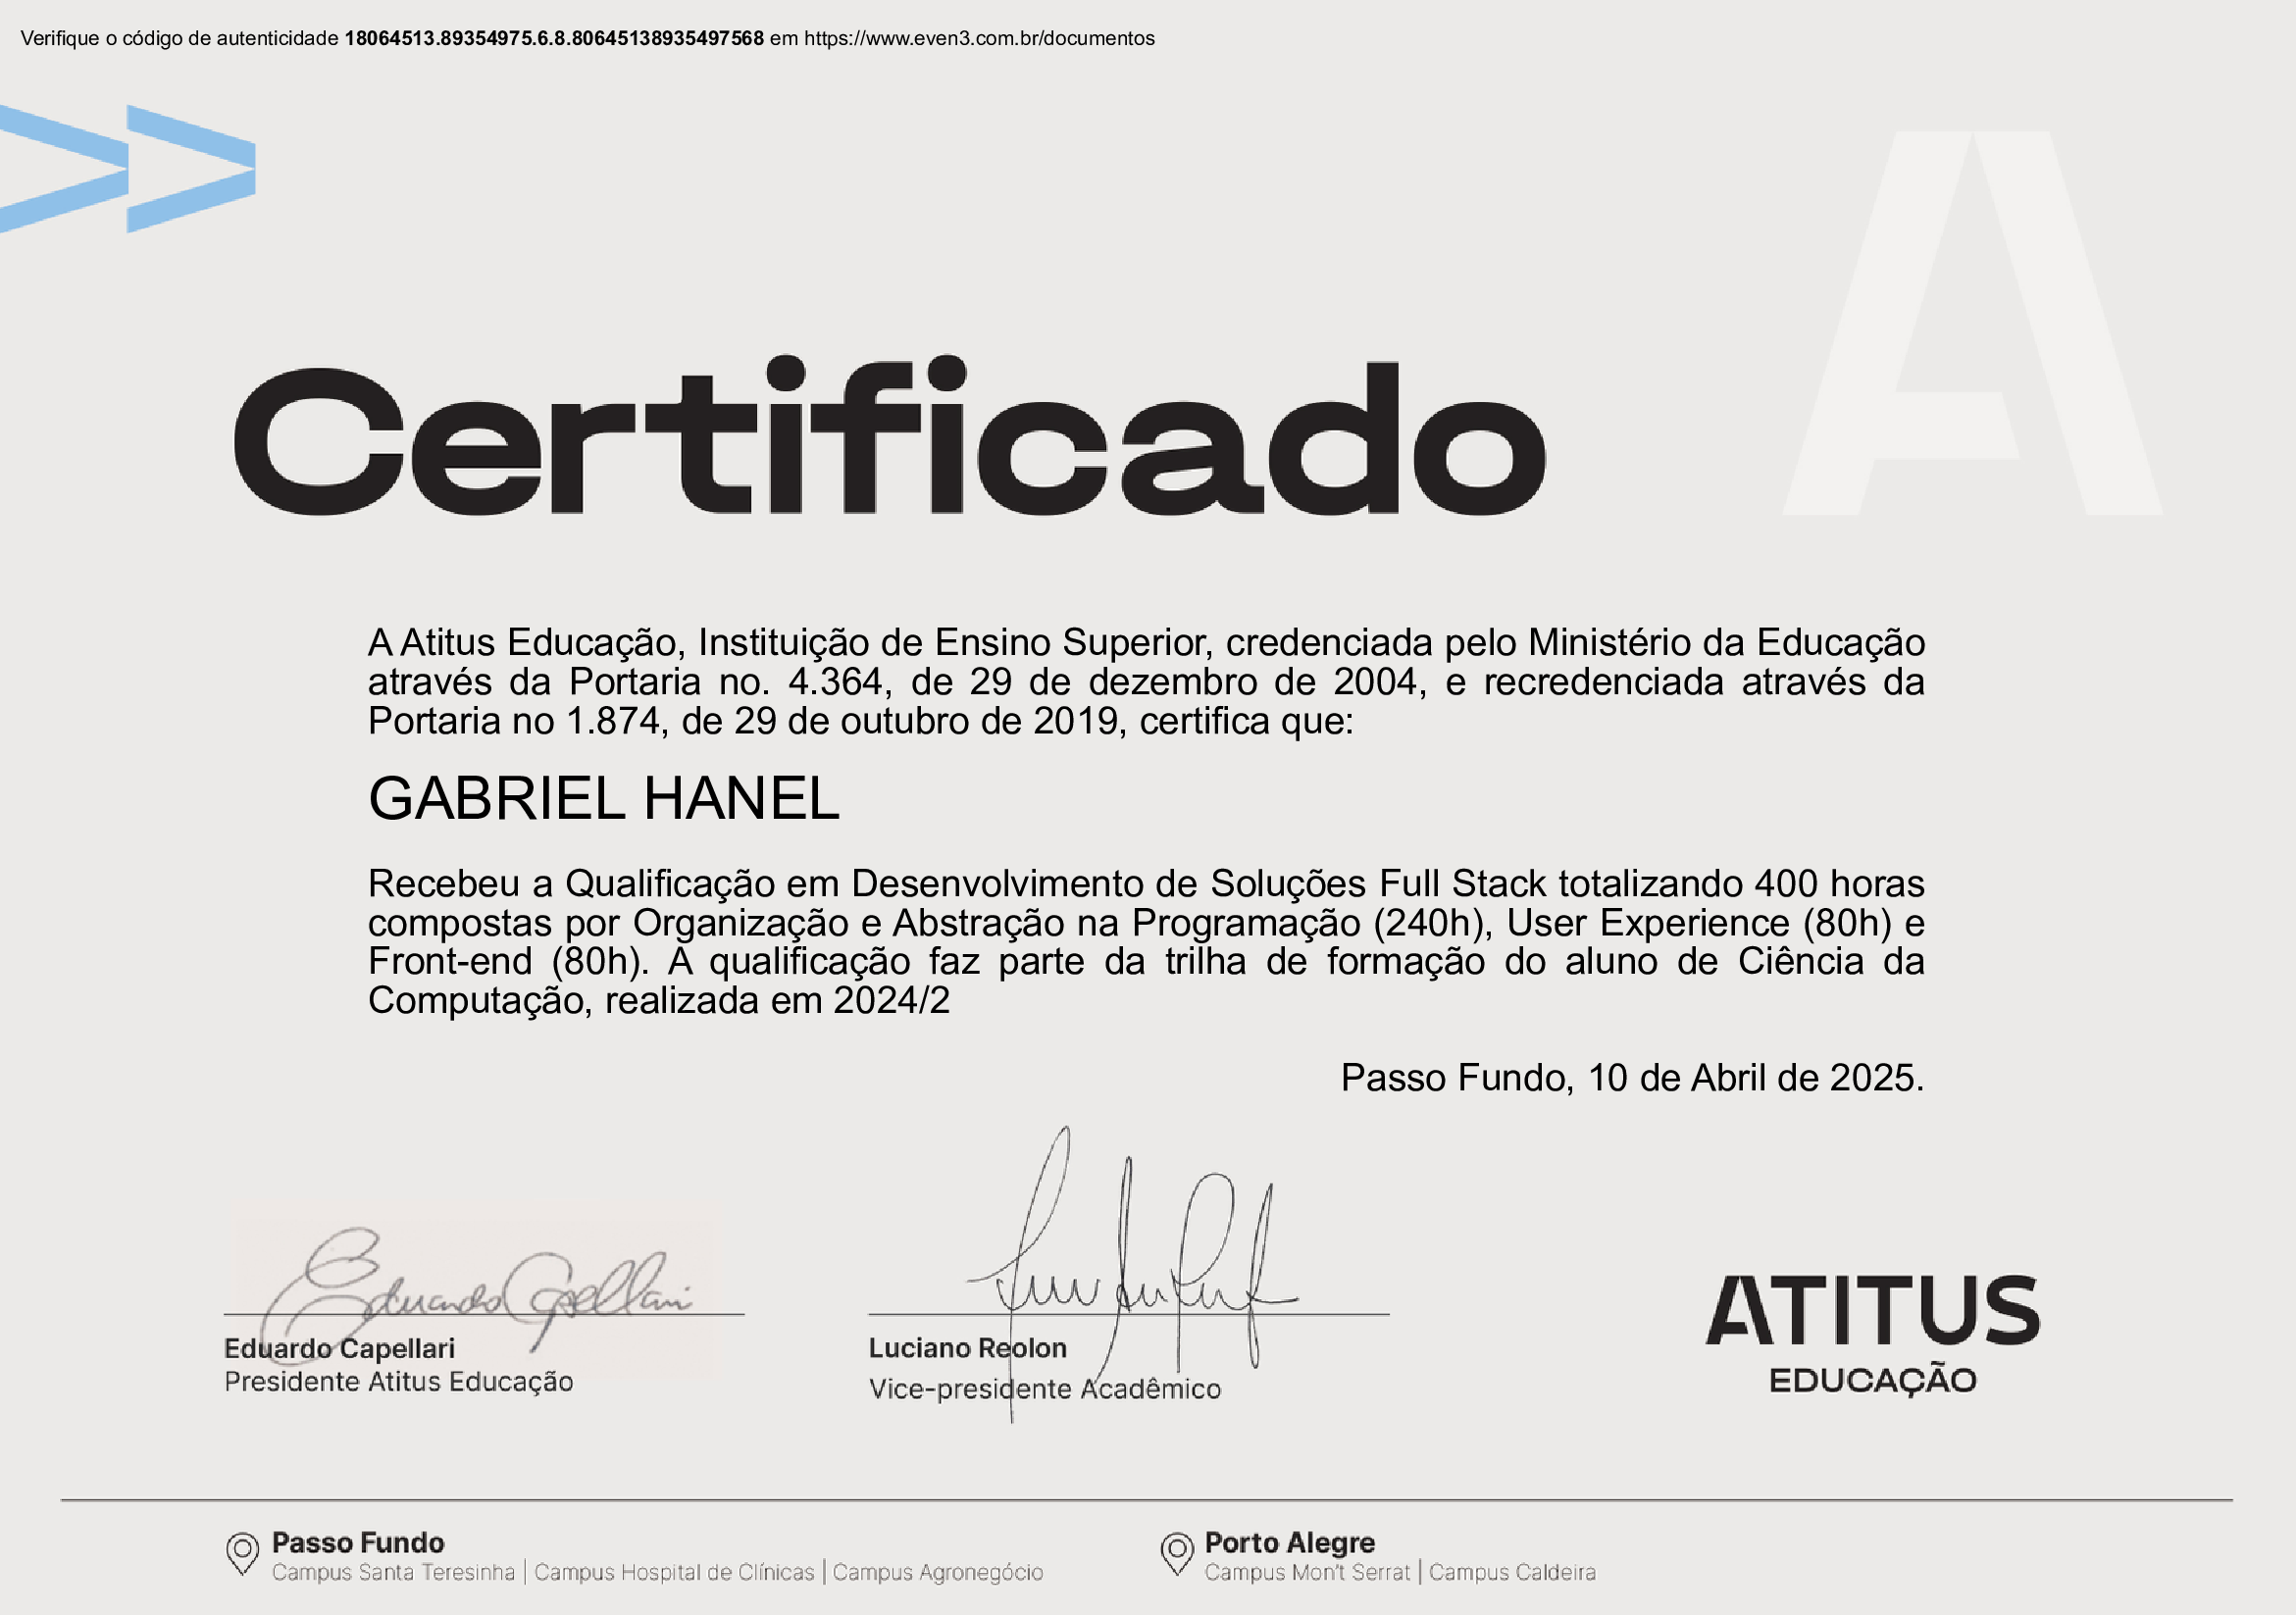 Verifique o código de autenticidade 18064513.89354975.6.8.80645138935497568 em https://www.even3.com.br/documentos
Certificado
A Atitus Educação, Instituição de Ensino Superior, credenciada pelo Ministério da Educação
através da Portaria no. 4.364, de 29 de dezembro de 2004, e recredenciada através da
Portaria no 1.874, de 29 de outubro de 2019, certifica que:
GABRIEL HANEL
Recebeu a Qualificação em Desenvolvimento de Soluções Full Stack totalizando 400 horas
compostas por Organização e Abstração na Programação (240h), User Experience (80h) e
Front-end (80h). A qualificação faz parte da trilha de formação do aluno de Ciência da
Computação, realizada em 2024/2
Passo Fundo, 10 de Abril de 2025.
Eduardo Capellari
Eduardo Capellari
Presidente Atitus Educação
Luciano Reolon
Vice-presidente Acadêmico
ATITUS
EDUCAÇÃO
Passo Fundo
Campus Santa Teresinha | Campus Hospital de Clínicas | Campus Agronegócio
Porto Alegre
Campus Mon't Serrat | Campus Caldeira